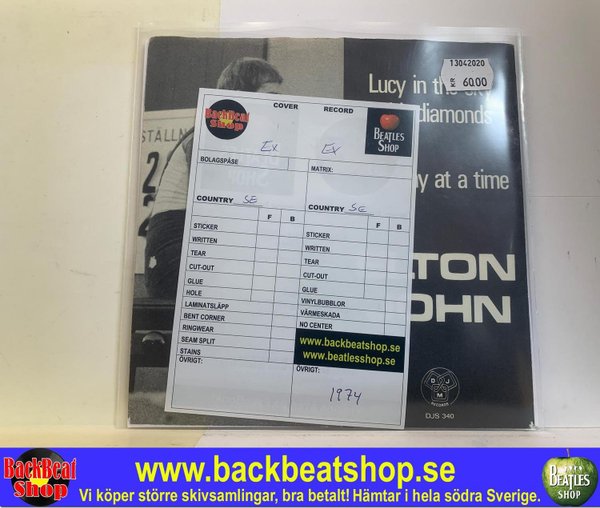 13042020
KR 60.00
Lucy in the sky
diamonds
y at a time
LTON
OHN
DJM
RECORDS
DJS 340
STÄLLN
2
COVER RECORD
BackBeat
Shop
BEATLES
SHOP
Ex Ex
BOLAGSPÅSE MATRIX:
COUNTRY SE COUNTRY SE
F B F B
STICKER STICKER
WRITTEN WRITTEN
TEAR TEAR
CUT-OUT CUT-OUT
GLUE GLUE
HOLE VINYLBUBBLOR
LAMINATSLÄPP VÄRMESKADA
BENT CORNER NO CENTER
RINGWEAR
SEAM SPLIT
STAINS
www.backbeatshop.se
www.beatlesshop.se
ÖVRIGT: ÖVRIGT:
1974
BackBeat
Shop
www.backbeatshop.se
Vi köper större skivsamlingar, bra betalt! Hämtar i hela södra Sverige.
BEATLES
SHOP